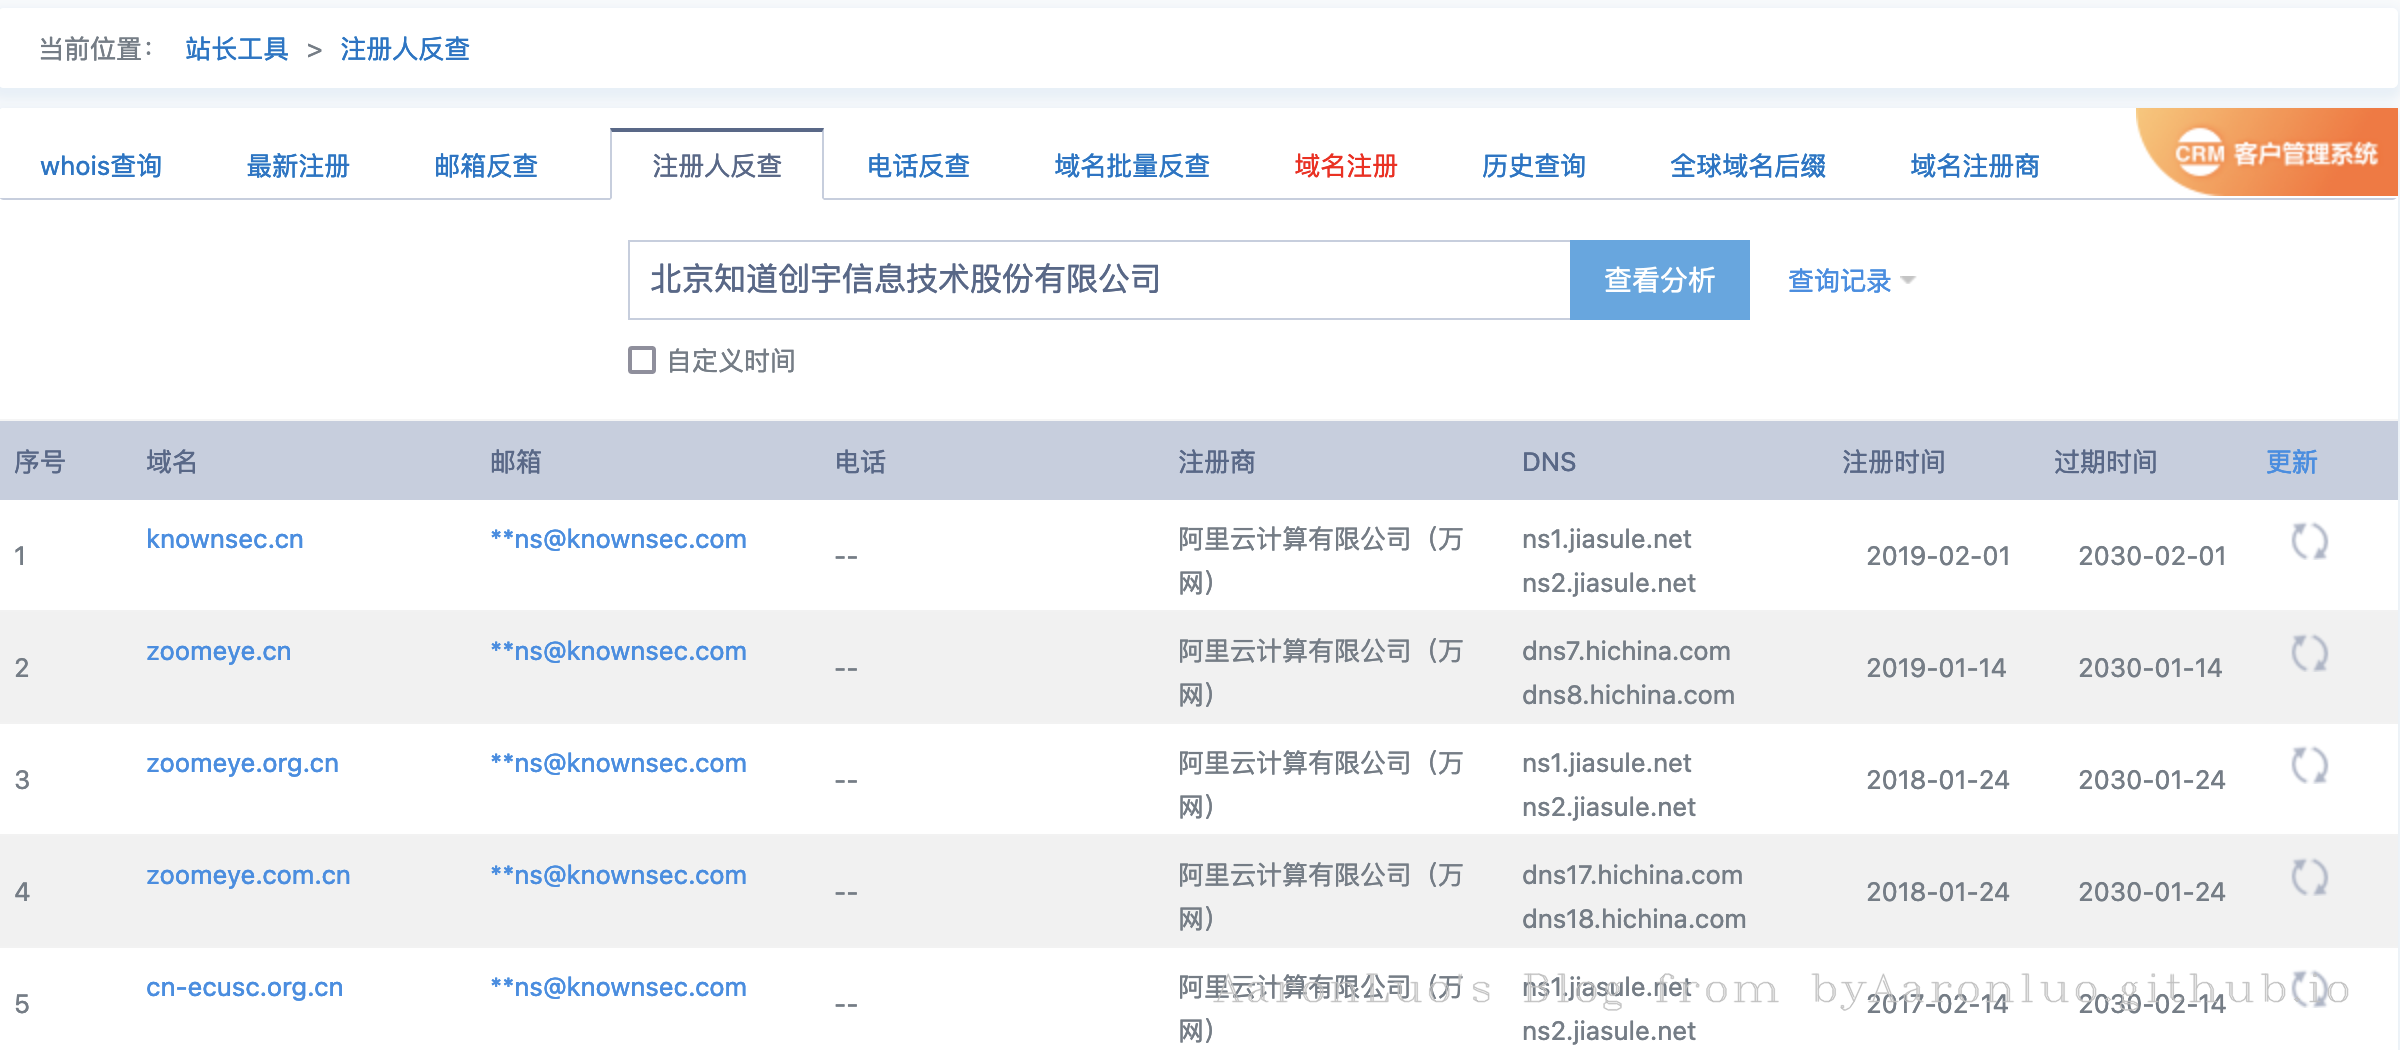 当前位置： 站长工具 > 注册人反查
whois查询 最新注册 邮箱反查 注册人反查 电话反查 域名批量反查 域名注册 历史查询 全球域名后缀 域名注册商 CRM 客户管理系统
北京知道创宇信息技术股份有限公司 查看分析 查询记录
自定义时间
序号 域名 邮箱 电话 注册商 DNS 注册时间 过期时间 更新
1 knownsec.cn **ns@knownsec.com -- 阿里云计算有限公司（万 ns1.jiasule.net 2019-02-01 2030-02-01
网） ns2.jiasule.net
2 zoomeye.cn **ns@knownsec.com -- 阿里云计算有限公司（万 dns7.hichina.com 2019-01-14 2030-01-14
网） dns8.hichina.com
3 zoomeye.org.cn **ns@knownsec.com -- 阿里云计算有限公司（万 ns1.jiasule.net 2018-01-24 2030-01-24
网） ns2.jiasule.net
4 zoomeye.com.cn **ns@knownsec.com -- 阿里云计算有限公司（万 dns17.hichina.com 2018-01-24 2030-01-24
网） dns18.hichina.com
5 cn-ecusc.org.cn **ns@knownsec.com -- 阿里云计算有限公司（万 ns1.jiasule.net 2017-02-14 2030-02-14
网） ns2.jiasule.net
AaronLuo's Blog from byAaronluo.github.io